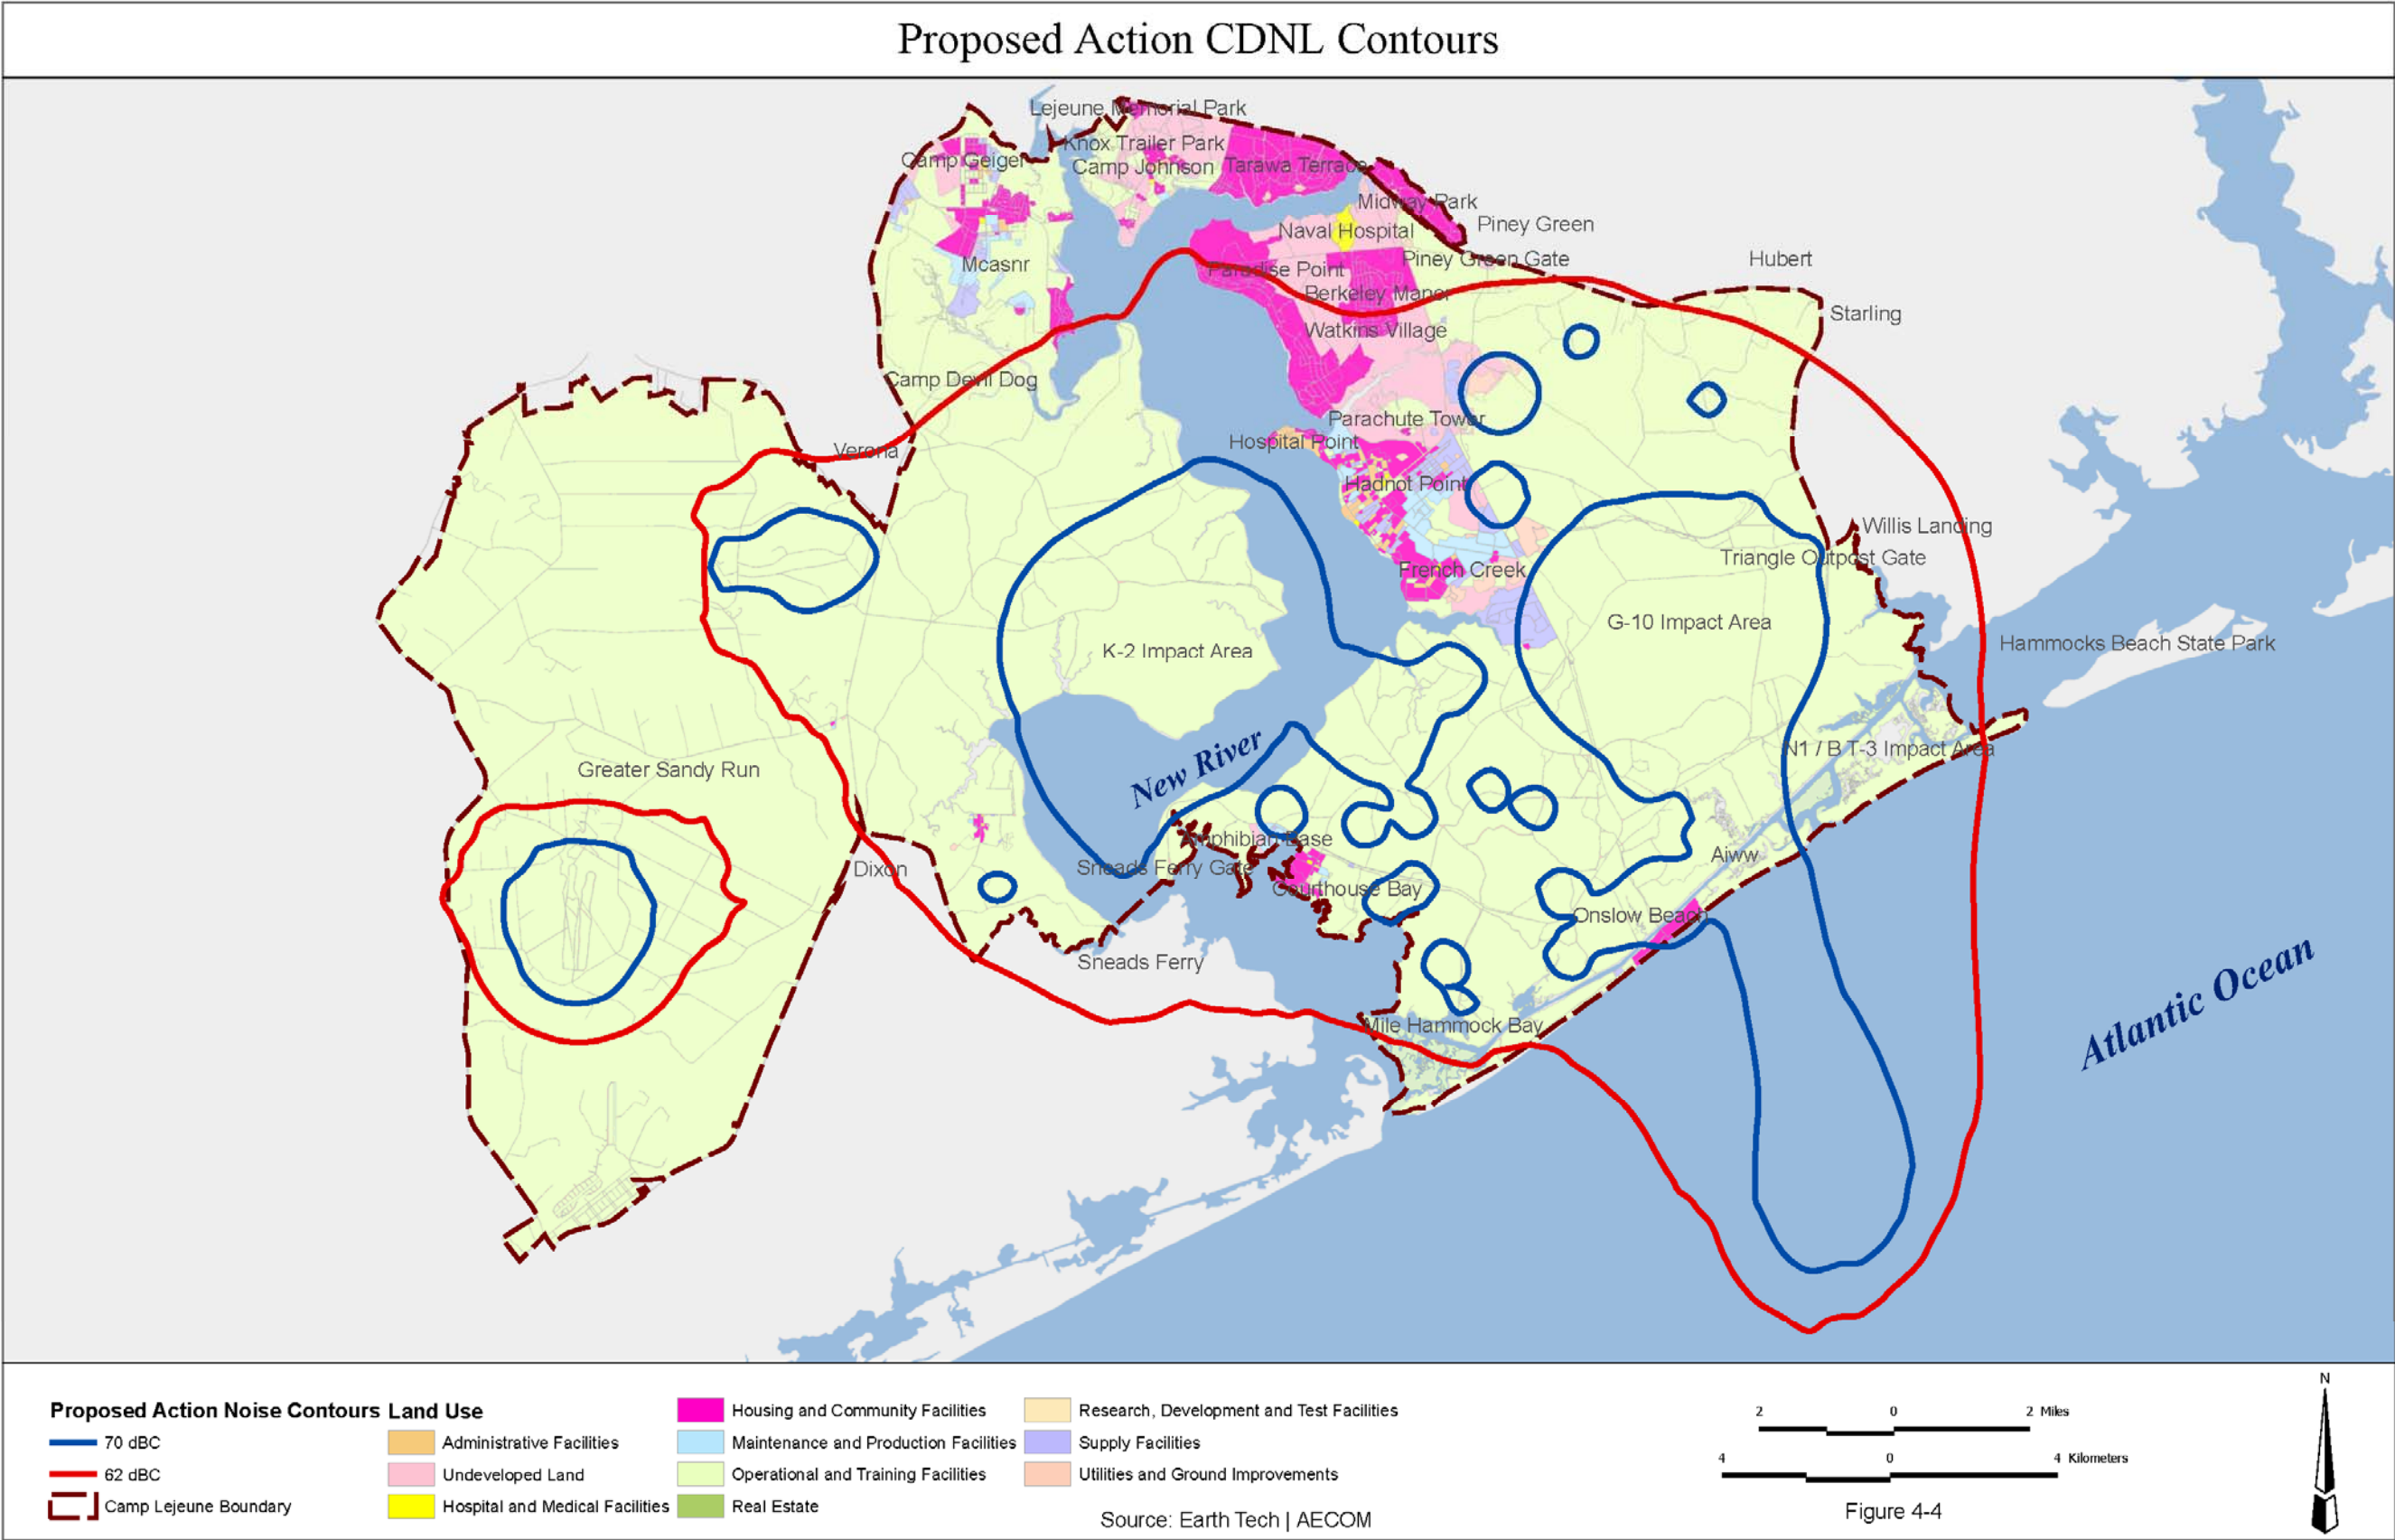 Proposed Action CDNL Contours
Lejeune Memorial Park
Knox Trailer Park
Camp Geiger
Camp Johnson
Tarawa Terrace
Midway Park
Piney Green
Naval Hospital
Piney Green Gate
Hubert
Mcasnr
Paradise Point
Berkeley Manor
Starling
Watkins Village
Camp Devil Dog
Parachute Tower
Hospital Point
Verona
Hadnot Point
Willis Landing
Triangle Outpost Gate
French Creek
G-10 Impact Area
Hammocks Beach State Park
K-2 Impact Area
N1 / B T-3 Impact Area
Greater Sandy Run
New River
Amphibian Base
Aiww
Dixon
Sneads Ferry Gate
Courthouse Bay
Onslow Beach
Sneads Ferry
Atlantic Ocean
Mile Hammock Bay
Proposed Action Noise Contours
70 dBC
62 dBC
Camp Lejeune Boundary
Land Use
Administrative Facilities
Undeveloped Land
Hospital and Medical Facilities
Housing and Community Facilities
Maintenance and Production Facilities
Operational and Training Facilities
Real Estate
Research, Development and Test Facilities
Supply Facilities
Utilities and Ground Improvements
Source: Earth Tech | AECOM
2 0 2 Miles
4 0 4 Kilometers
Figure 4-4
N